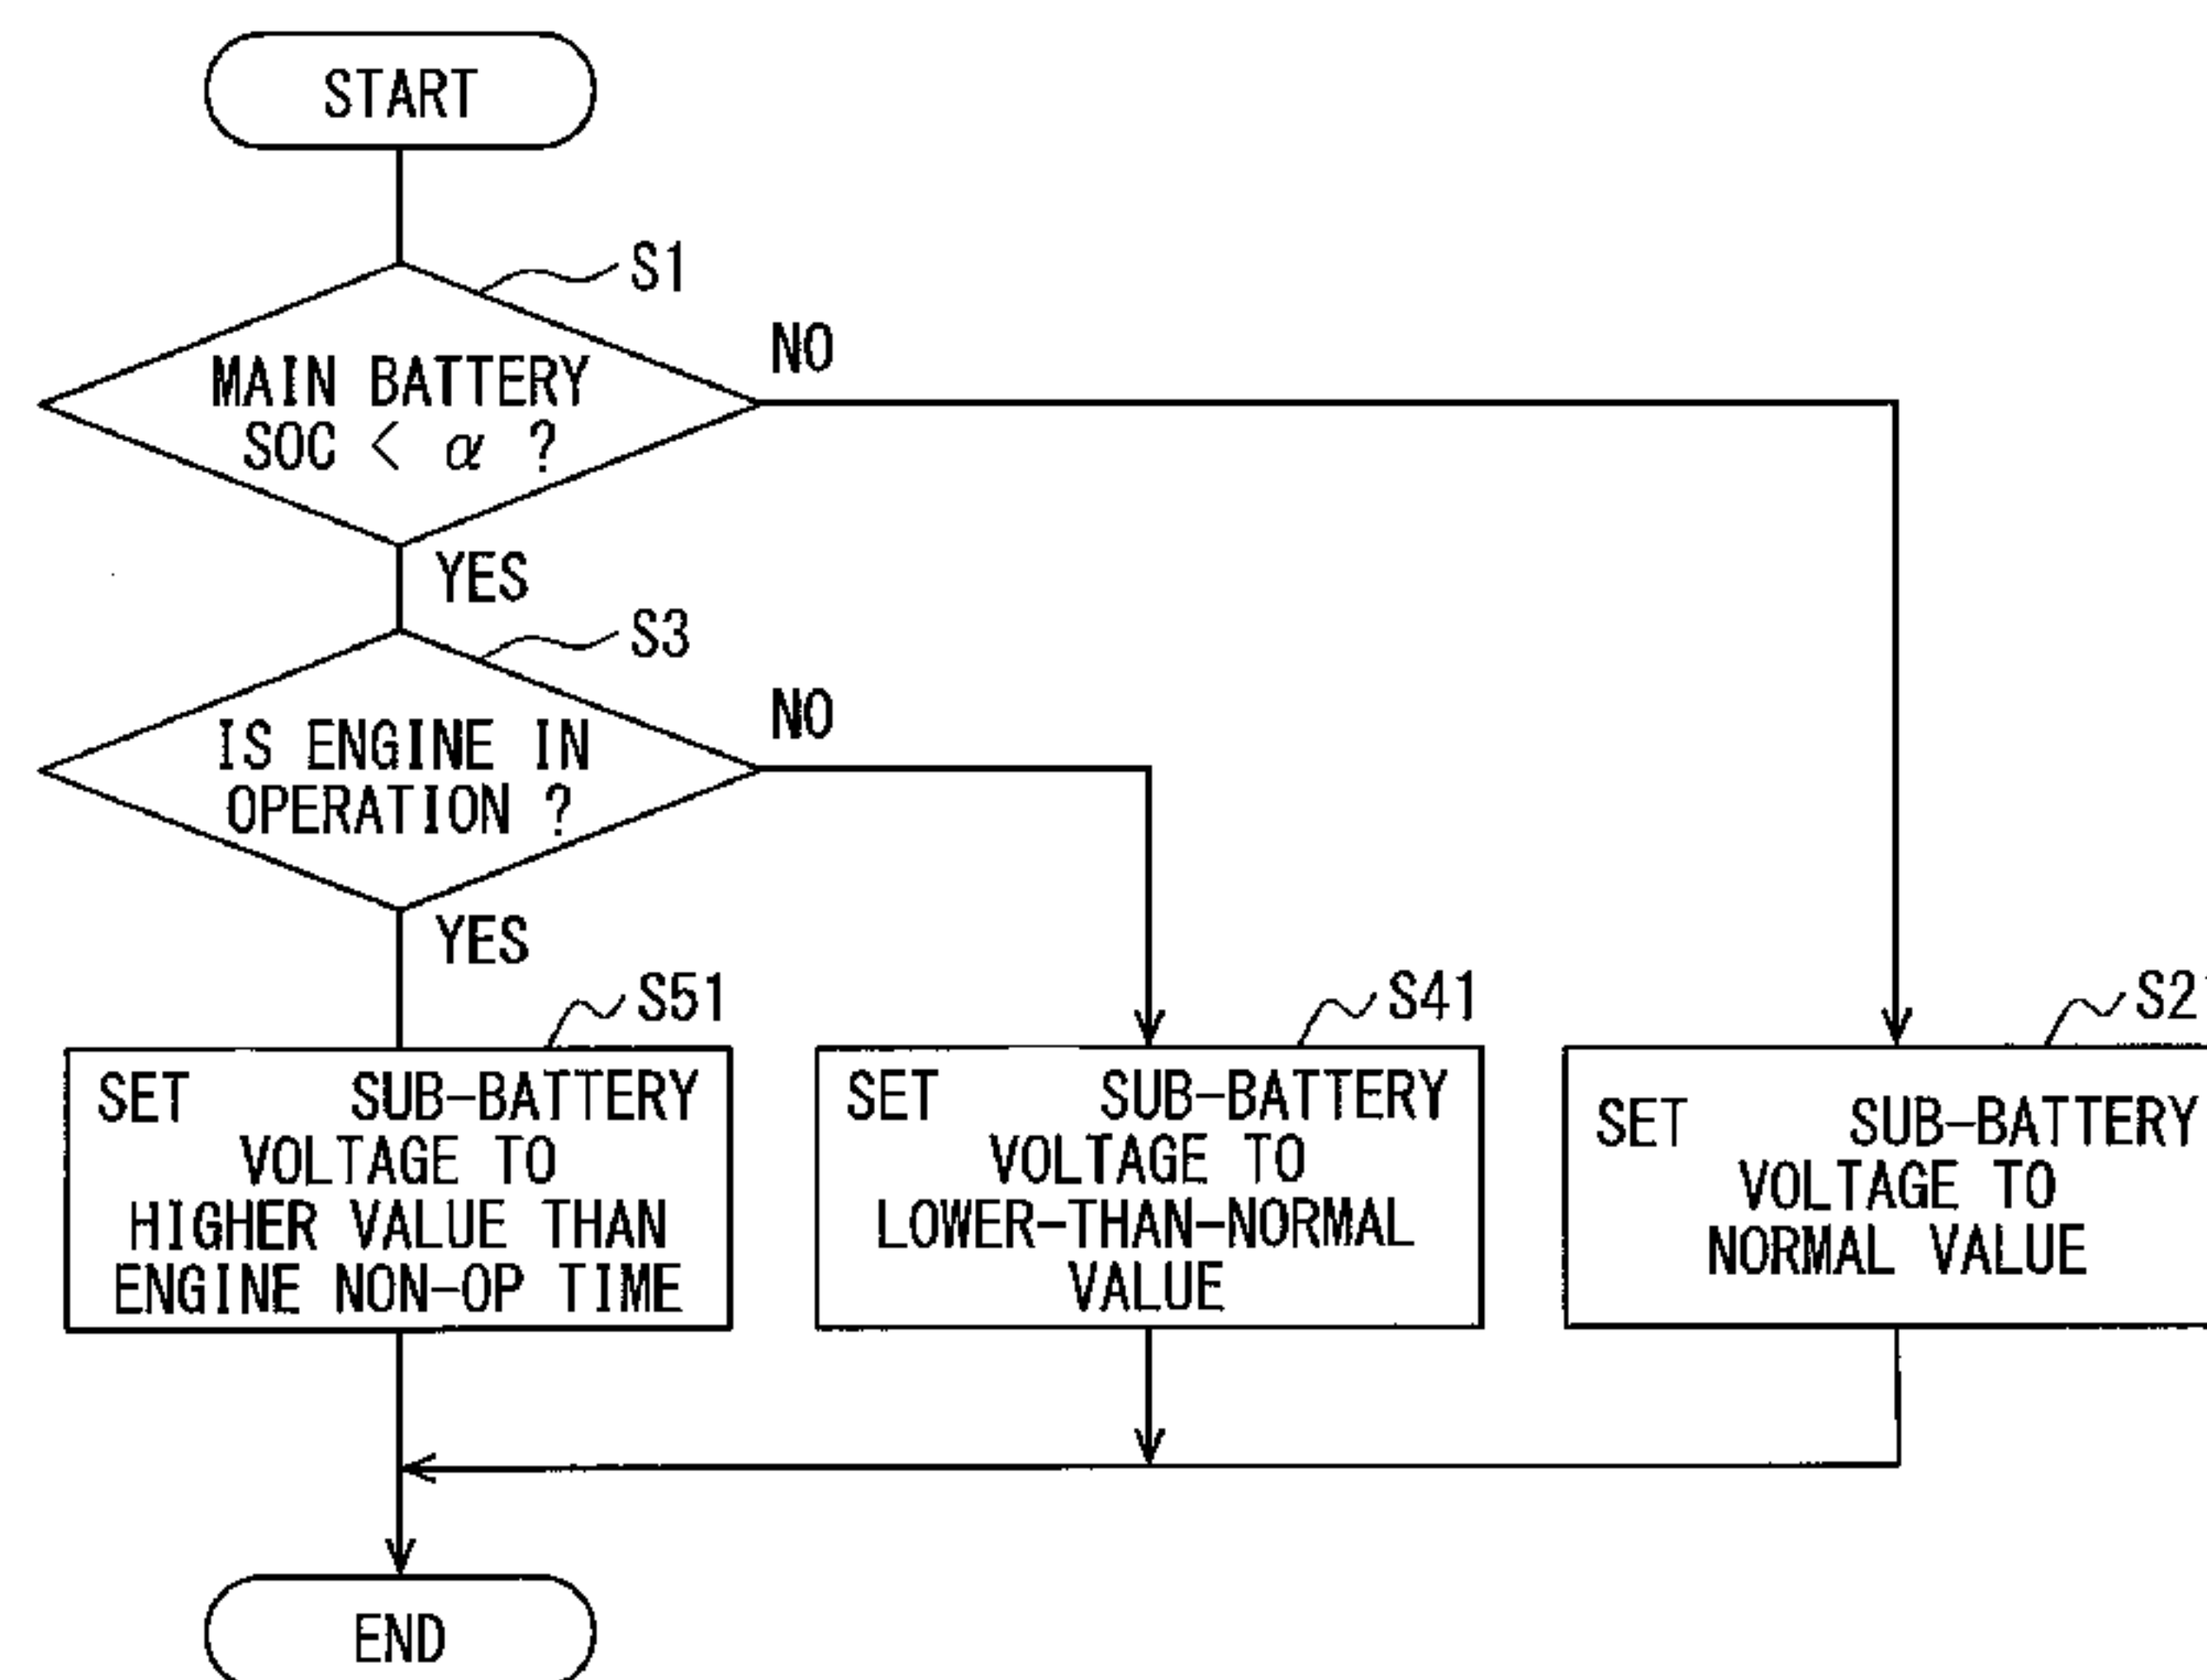 START
S1
MAIN BATTERY
SOC < α ?
NO
YES
S3
IS ENGINE IN
OPERATION ?
NO
YES
S51
SET SUB-BATTERY
VOLTAGE TO
HIGHER VALUE THAN
ENGINE NON-OP TIME
S41
SET SUB-BATTERY
VOLTAGE TO
LOWER-THAN-NORMAL
VALUE
SET SUB-BATTERY
VOLTAGE TO
NORMAL VALUE
END